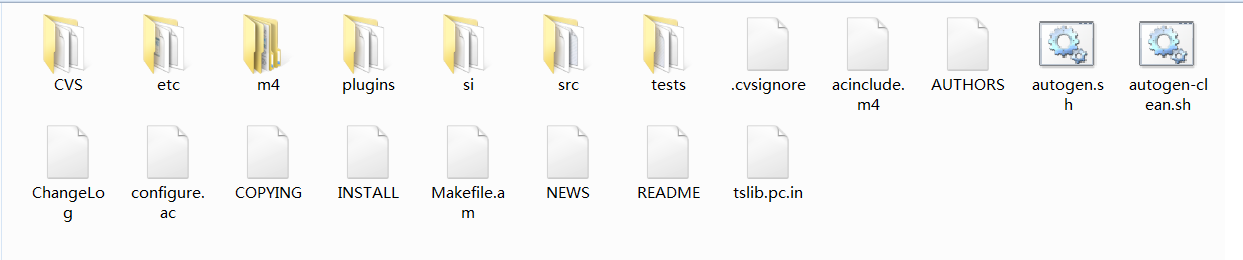 CVS
etc
m4
plugins
si
src
tests
.cvsignore
acinclude.
m4
AUTHORS
autogen.s
h
autogen-cl
ean.sh
ChangeLo
g
configure.
ac
COPYING
INSTALL
Makefile.a
m
NEWS
README
tslib.pc.in